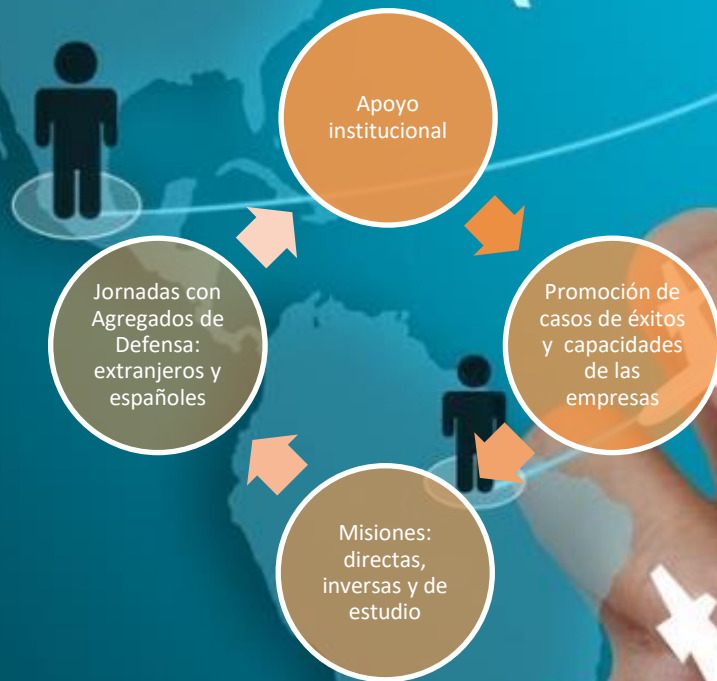 Apoyo
institucional
Promoción de
casos de éxitos
y capacidades
de las
empresas
Misiones:
directas,
inversas y de
estudio
Jornadas con
Agregados de
Defensa:
extranjeros y
españoles